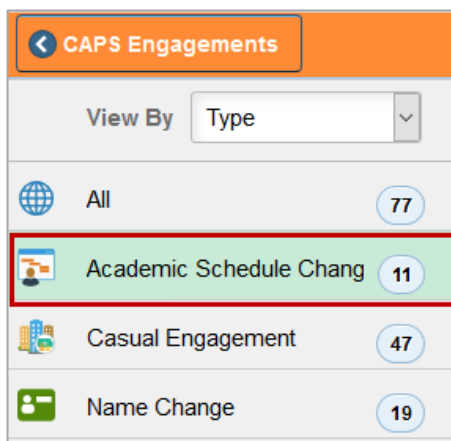 CAPS Engagements
View By Type
All 77
Academic Schedule Chang 11
Casual Engagement 47
Name Change 19